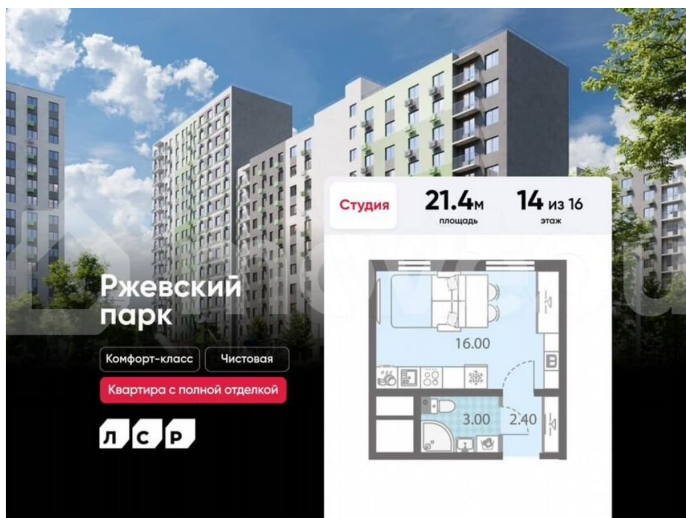 Студия
21.4м
площадь
14 из 16
этаж
Ржевский
парк
Комфорт-класс
Чистовая
Квартира с полной отделкой
ЛСР
16.00
3.00
2.40